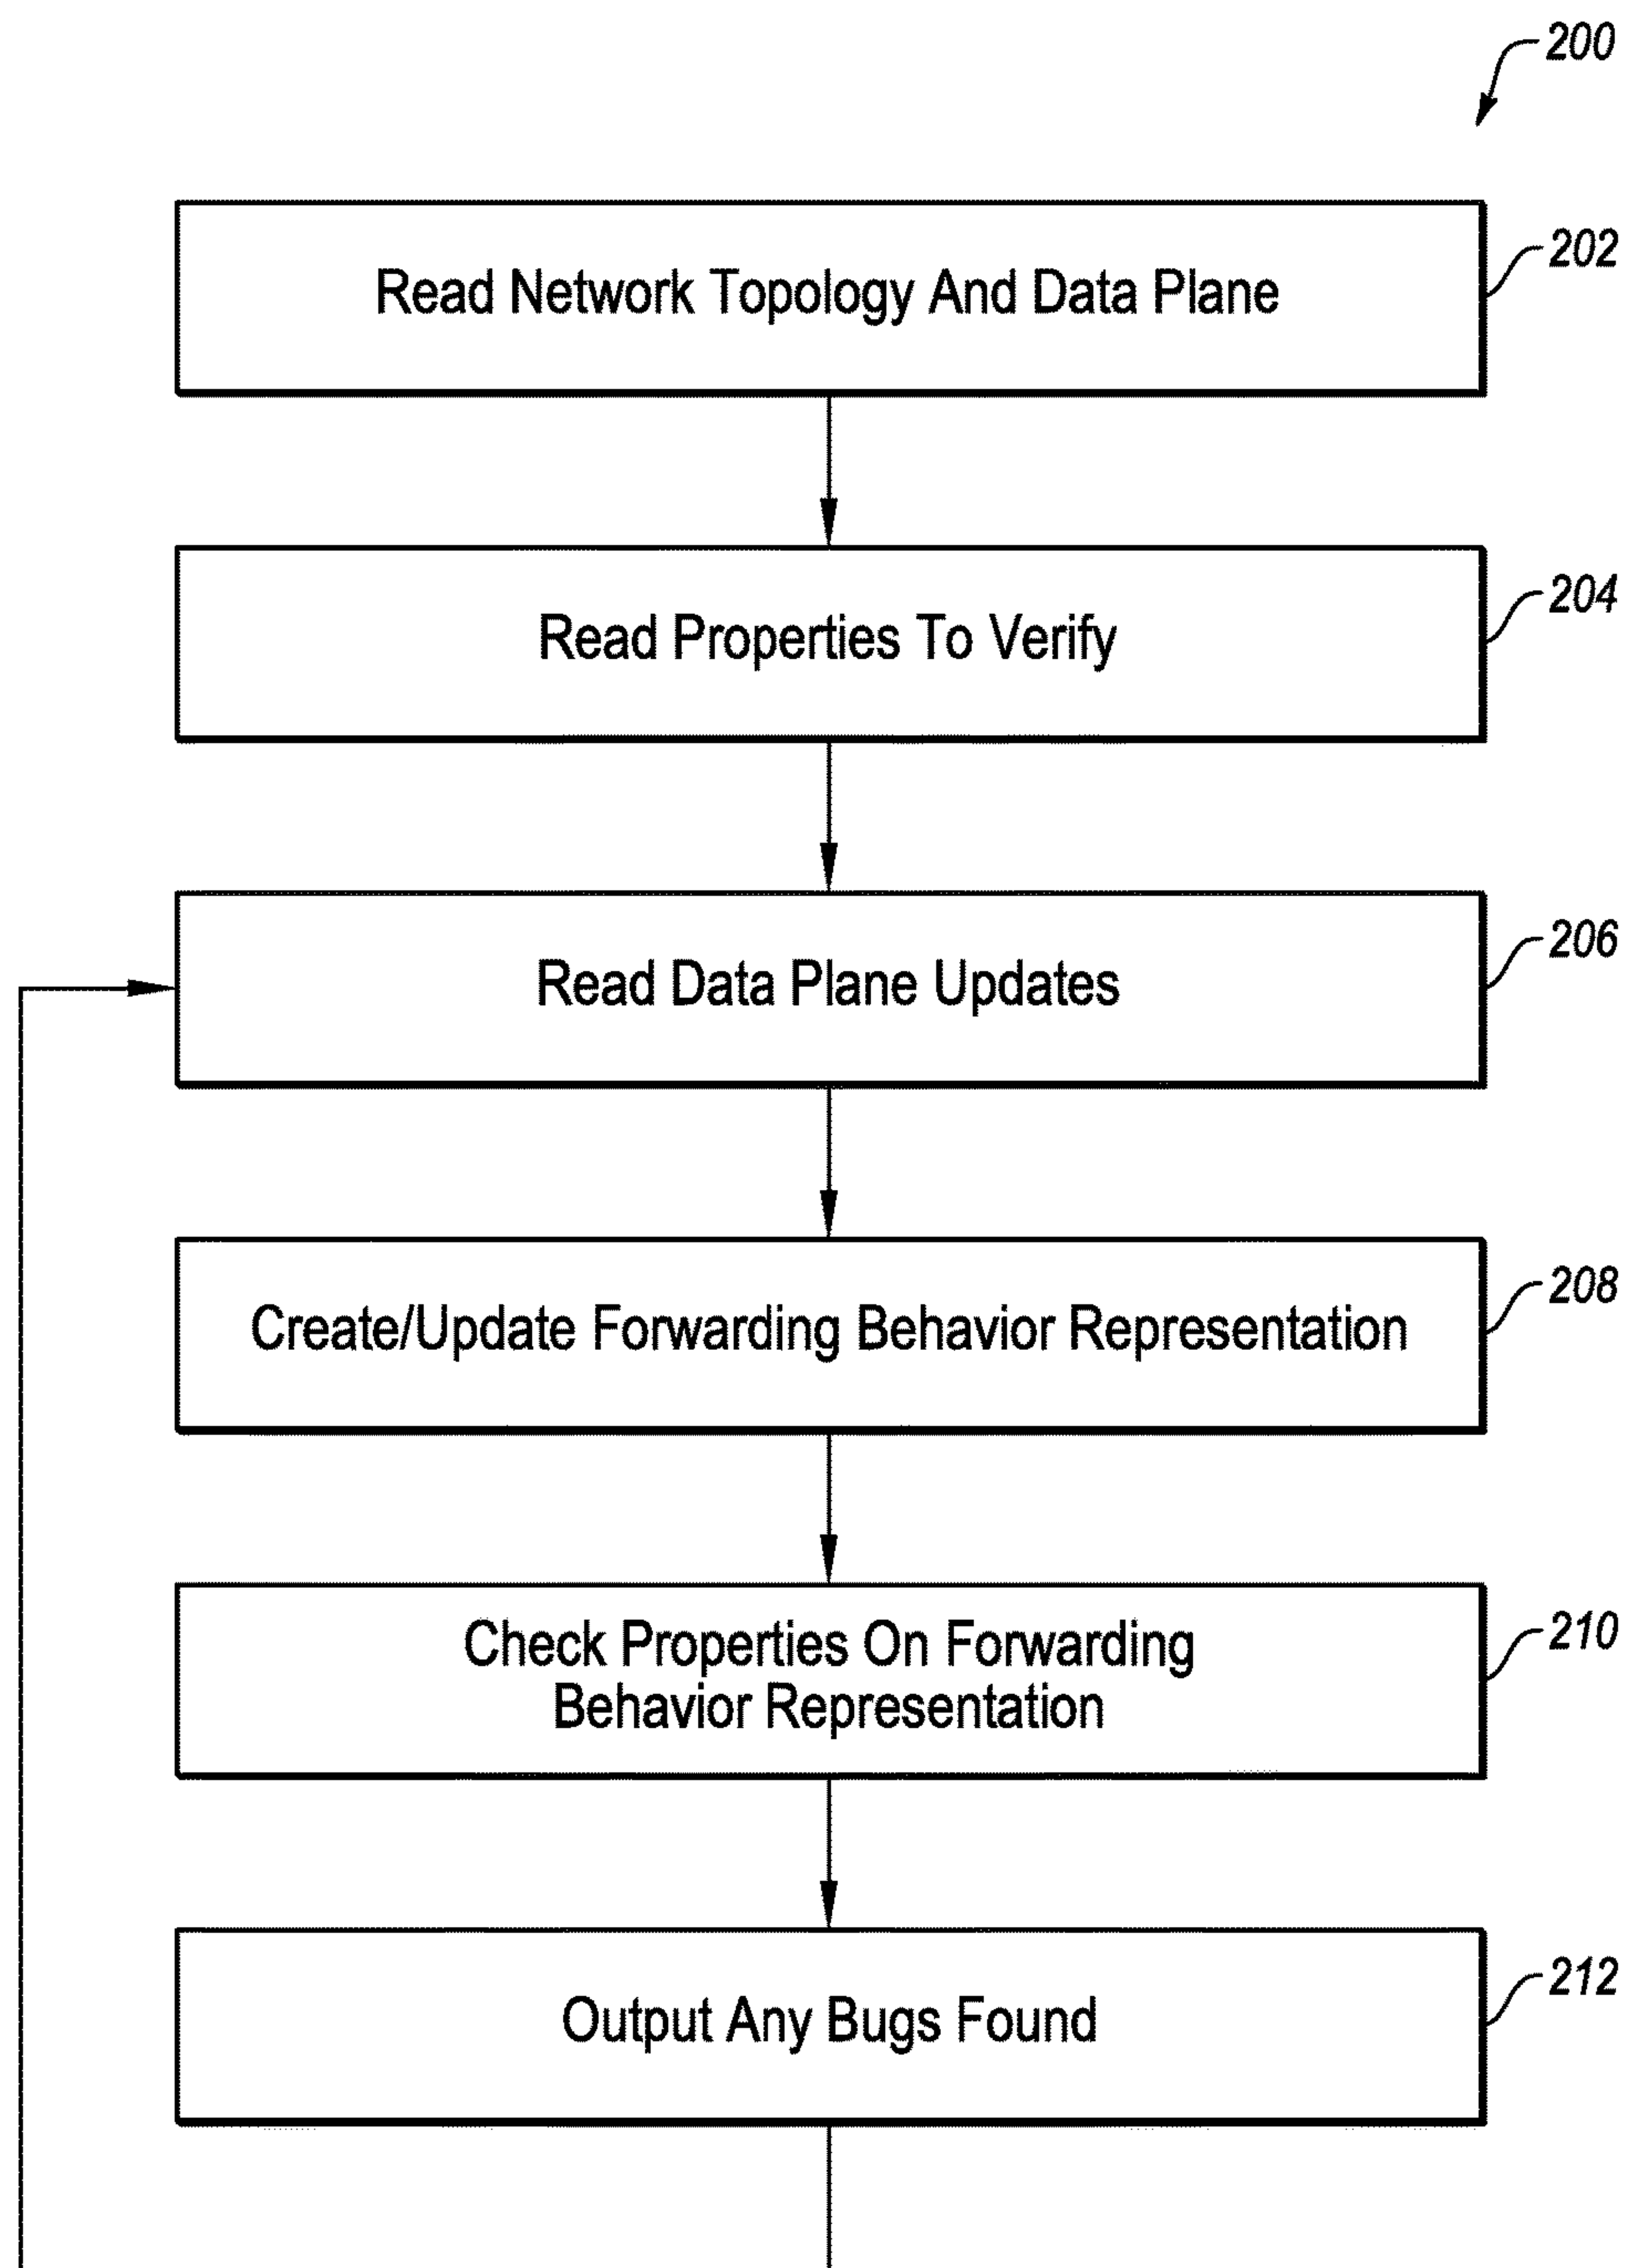 200
Read Network Topology And Data Plane
202
Read Properties To Verify
204
Read Data Plane Updates
206
Create/Update Forwarding Behavior Representation
208
Check Properties On Forwarding
Behavior Representation
210
Output Any Bugs Found
212